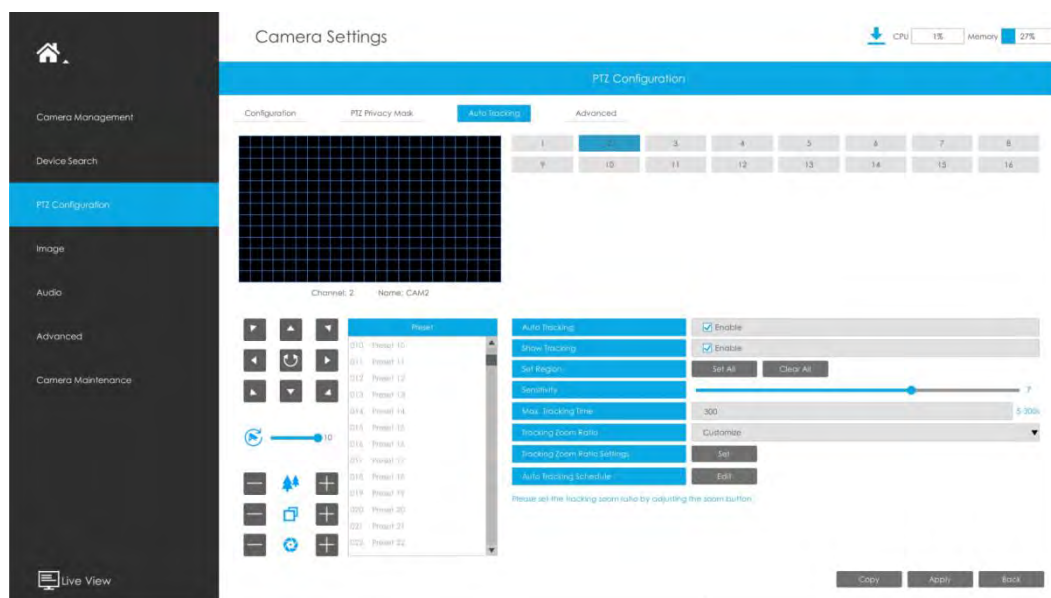 Camera Settings
CPU 1% Memory 27%
PTZ Configuration
Camera Management
Device Search
PTZ Configuration
Image
Audio
Advanced
Camera Maintenance
Live View
Configuration PTZ Privacy Mask Auto Tracking Advanced
1 2 3 4 5 6 7 8
9 10 11 12 13 14 15 16
Channel: 2 Name: CAM2
10
Preset
010 Preset 10
011 Preset 11
012 Preset 12
013 Preset 13
014 Preset 14
015 Preset 15
016 Preset 16
017 Preset 17
018 Preset 18
019 Preset 19
020 Preset 20
021 Preset 21
022 Preset 22
Auto Tracking Enable
Show Tracking Enable
Set Region Set All Clear All
Sensitivity 7
Max. Tracking Time 300 5-300s
Tracking Zoom Ratio Customize
Tracking Zoom Ratio Settings Set
Auto Tracking Schedule Edit
Please set the tracking zoom ratio by adjusting the zoom button
Copy Apply Back